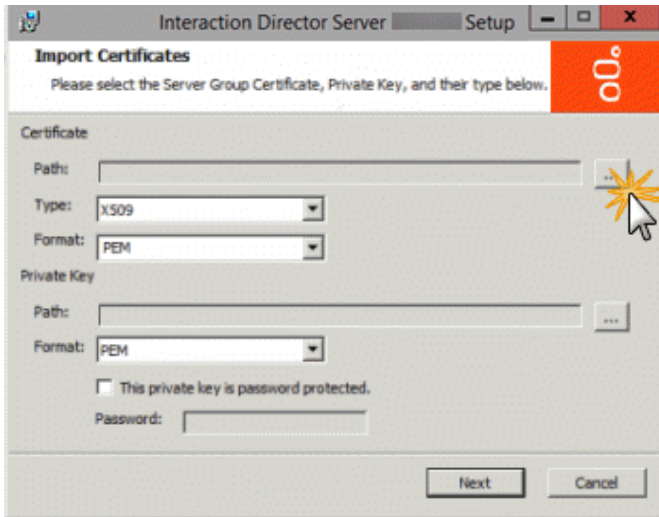 Interaction Director Server Setup
Import Certificates
Please select the Server Group Certificate, Private Key, and their type below.
Certificate
Path:
...
Type: X509
Format: PEM
Private Key
Path:
...
Format: PEM
This private key is password protected.
Password:
Next Cancel